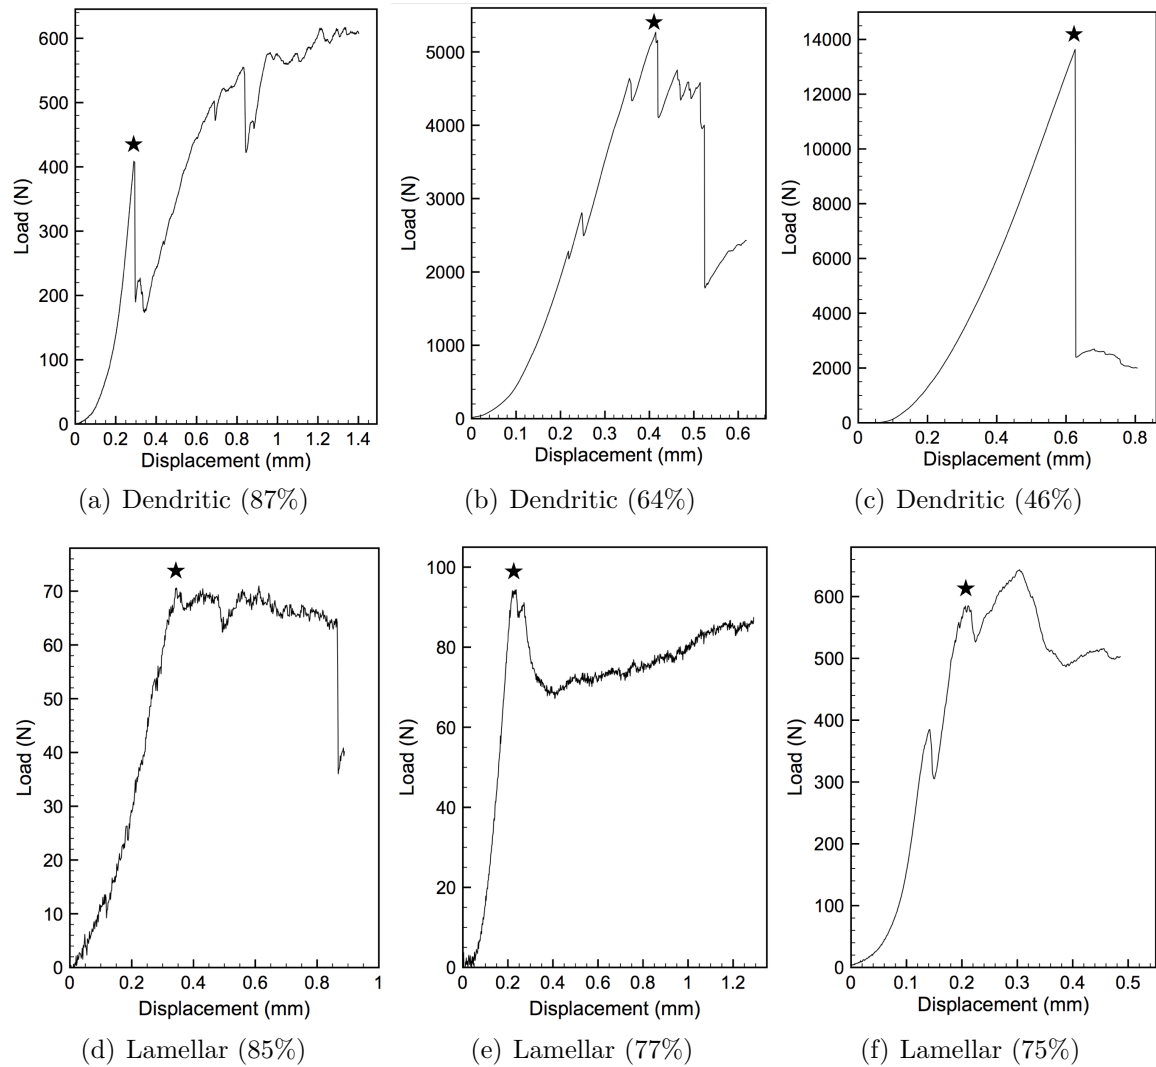 Load (N)
600
500
400
300
200
100
0
0 0.2 0.4 0.6 0.8 1.0 1.2 1.4
Displacement (mm)
(a) Dendritic (87%)
Load (N)
5000
4000
3000
2000
1000
0
0 0.1 0.2 0.3 0.4 0.5 0.6
Displacement (mm)
(b) Dendritic (64%)
Load (N)
14000
12000
10000
8000
6000
4000
2000
0
0 0.2 0.4 0.6 0.8
Displacement (mm)
(c) Dendritic (46%)
Load (N)
70
60
50
40
30
20
10
0
0 0.2 0.4 0.6 0.8 1
Displacement (mm)
(d) Lamellar (85%)
Load (N)
100
80
60
40
20
0
0 0.2 0.4 0.6 0.8 1.0 1.2
Displacement (mm)
(e) Lamellar (77%)
Load (N)
600
500
400
300
200
100
0
0 0.1 0.2 0.3 0.4 0.5
Displacement (mm)
(f) Lamellar (75%)